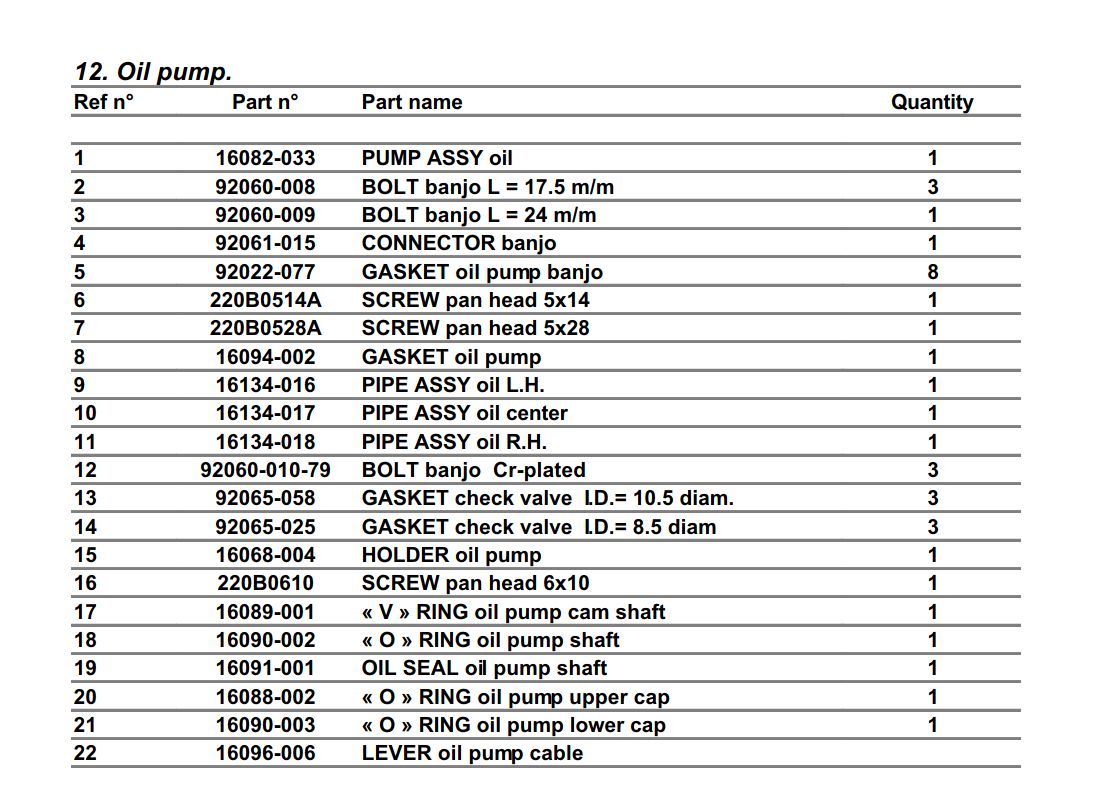 12. Oil pump.
Ref n° Part n° Part name Quantity
1 16082-033 PUMP ASSY oil 1
2 92060-008 BOLT banjo L = 17.5 m/m 3
3 92060-009 BOLT banjo L = 24 m/m 1
4 92061-015 CONNECTOR banjo 1
5 92022-077 GASKET oil pump banjo 8
6 220B0514A SCREW pan head 5x14 1
7 220B0528A SCREW pan head 5x28 1
8 16094-002 GASKET oil pump 1
9 16134-016 PIPE ASSY oil L.H. 1
10 16134-017 PIPE ASSY oil center 1
11 16134-018 PIPE ASSY oil R.H. 1
12 92060-010-79 BOLT banjo  Cr-plated 3
13 92065-058 GASKET check valve  I.D.= 10.5 diam. 3
14 92065-025 GASKET check valve  I.D.= 8.5 diam 3
15 16068-004 HOLDER oil pump 1
16 220B0610 SCREW pan head 6x10 1
17 16089-001 « V » RING oil pump cam shaft 1
18 16090-002 « O » RING oil pump shaft 1
19 16091-001 OIL SEAL oil pump shaft 1
20 16088-002 « O » RING oil pump upper cap 1
21 16090-003 « O » RING oil pump lower cap 1
22 16096-006 LEVER oil pump cable